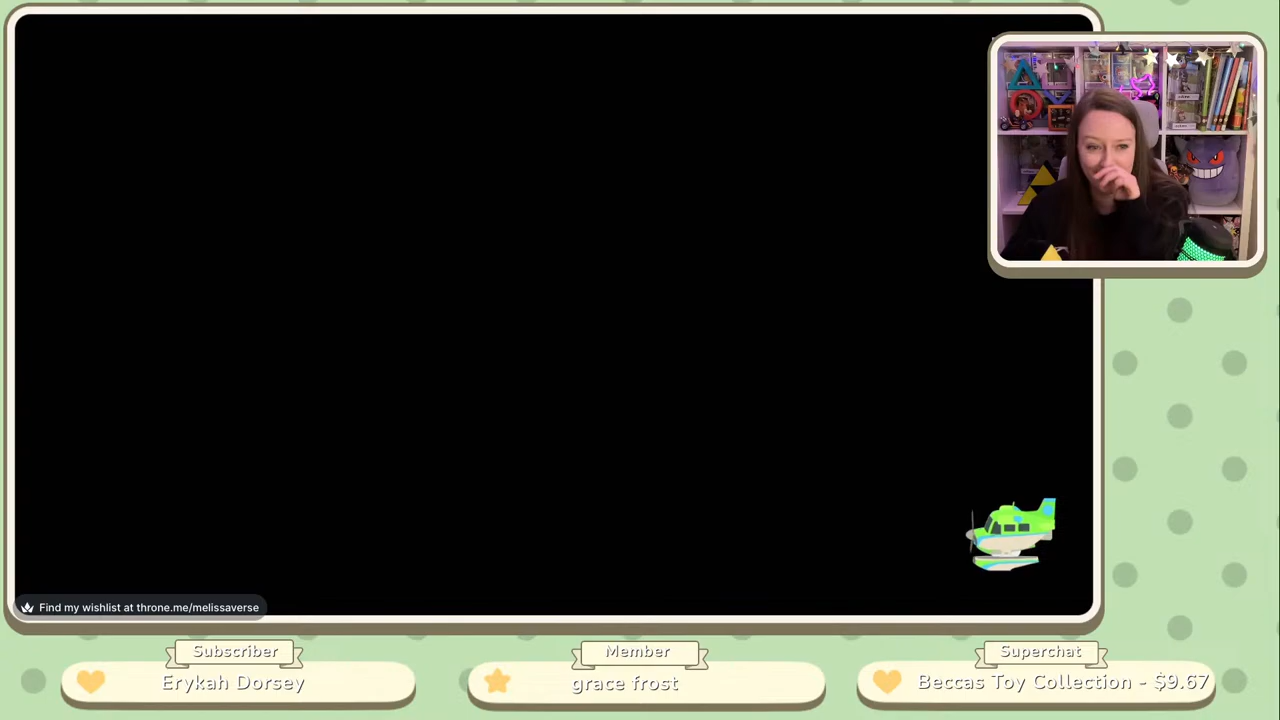 Find my wishlist at throne.me/melissaverse
Subscriber
Erykah Dorsey
Member
grace frost
Superchat
Beccas Toy Collection - $9.67